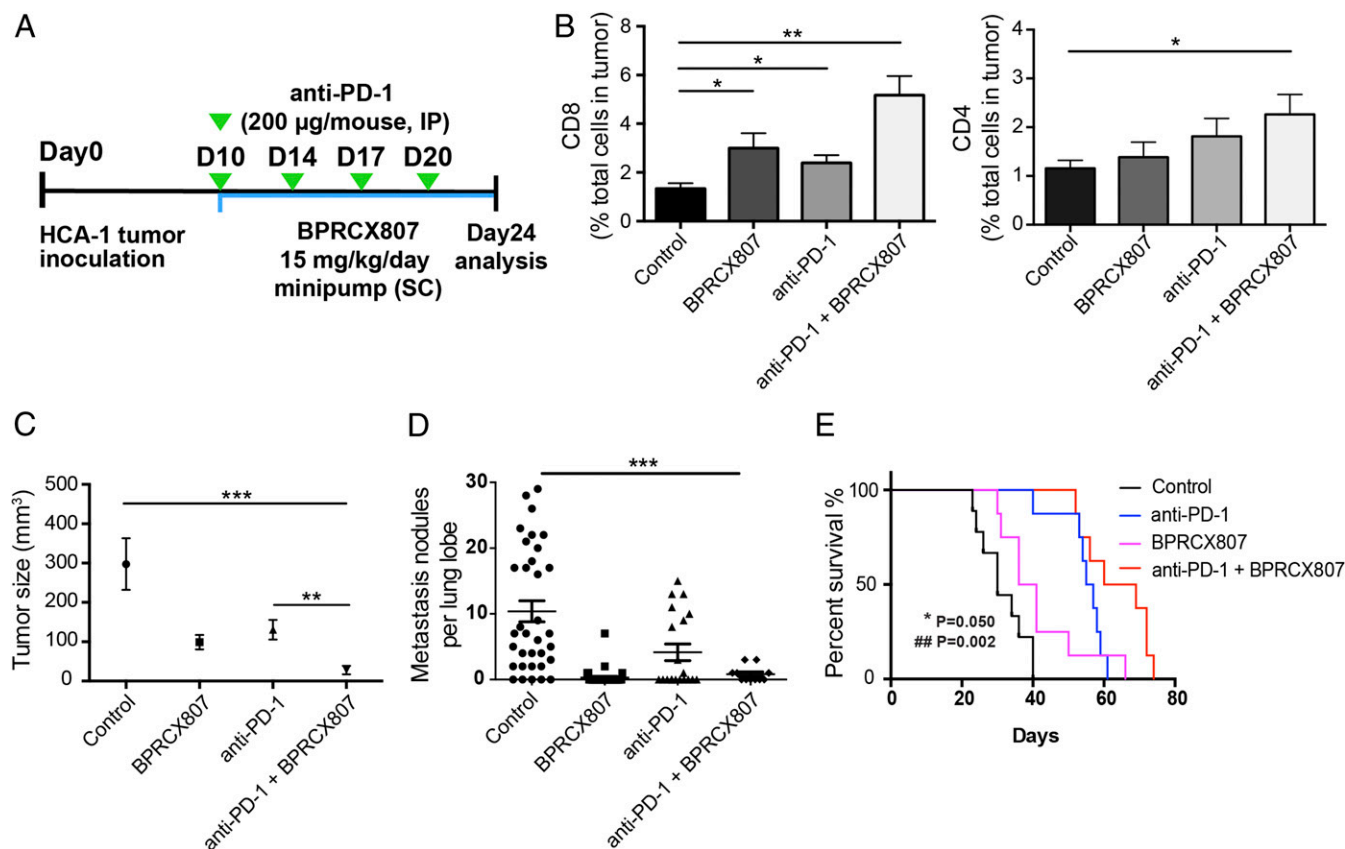 A
anti-PD-1
(200 µg/mouse, IP)
Day0
D10 D14 D17 D20
HCA-1 tumor
inoculation
BPRCX807
15 mg/kg/day
minipump (SC)
Day24
analysis
B
CD8
(% total cells in tumor)
8
6
4
2
0
**
*
*
Control
BPRCX807
anti-PD-1
anti-PD-1 + BPRCX807
CD4
(% total cells in tumor)
4
3
2
1
0
*
Control
BPRCX807
anti-PD-1
anti-PD-1 + BPRCX807
C
Tumor size (mm³)
500
400
300
200
100
0
***
**
Control
BPRCX807
anti-PD-1
anti-PD-1 + BPRCX807
D
Metastasis nodules
per lung lobe
30
20
10
0
***
Control
BPRCX807
anti-PD-1
anti-PD-1 + BPRCX807
E
Percent survival %
100
50
0
Control
anti-PD-1
BPRCX807
anti-PD-1 + BPRCX807
* P=0.050
## P=0.002
0 20 40 60 80
Days